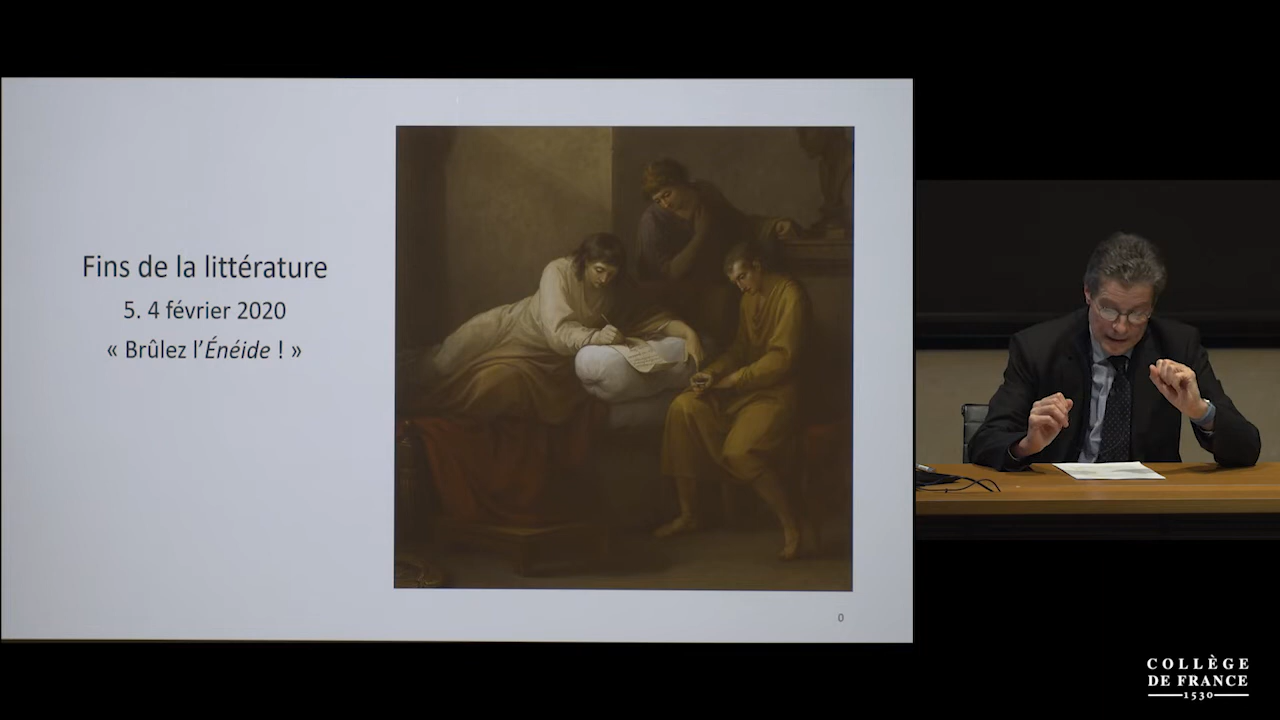 Fins de la littérature
5. 4 février 2020
« Brûlez l’Énéide ! »
0
COLLÈGE
DE FRANCE
1530